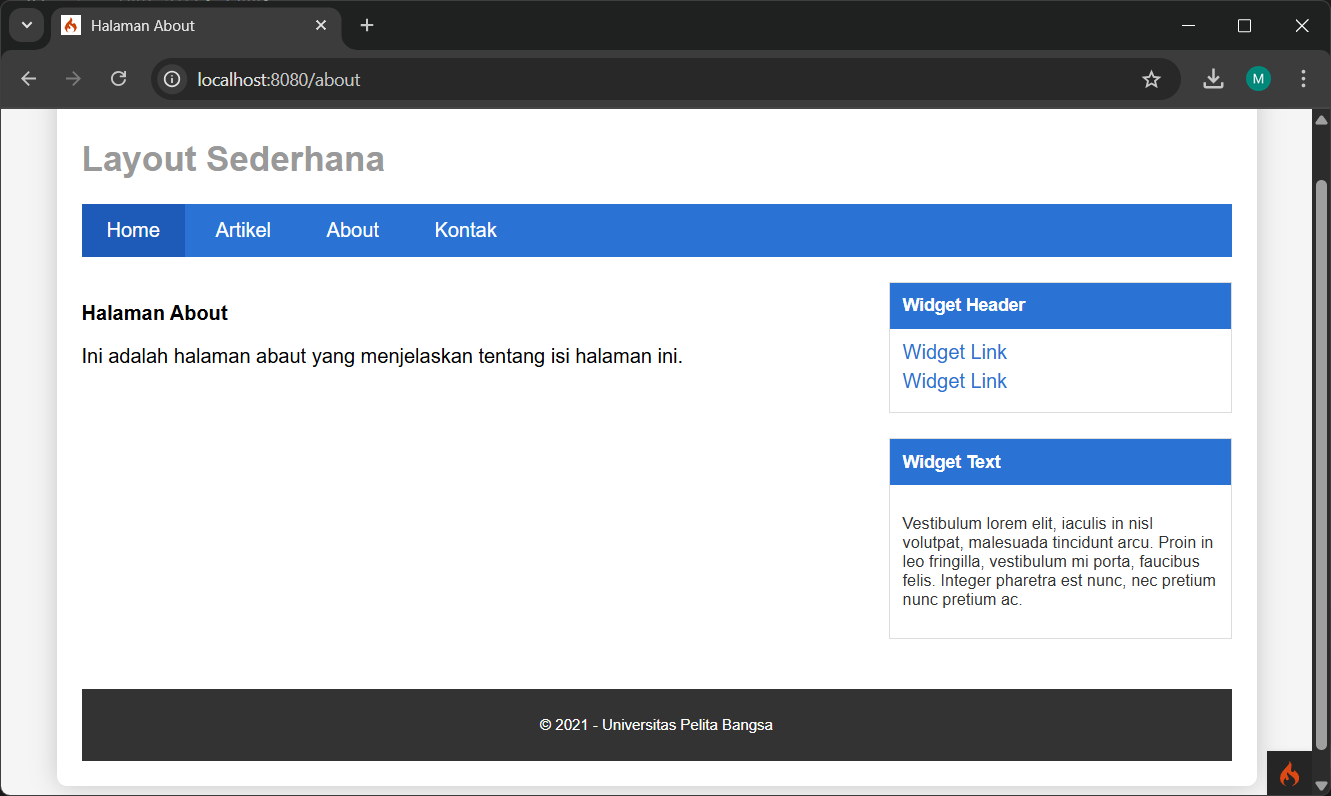 Halaman About
localhost:8080/about
M
Layout Sederhana
Home Artikel About Kontak
Halaman About
Ini adalah halaman abaut yang menjelaskan tentang isi halaman ini.
Widget Header
Widget Link
Widget Link
Widget Text
Vestibulum lorem elit, iaculis in nisl
volutpat, malesuada tincidunt arcu. Proin in
leo fringilla, vestibulum mi porta, faucibus
felis. Integer pharetra est nunc, nec pretium
nunc pretium ac.
© 2021 - Universitas Pelita Bangsa